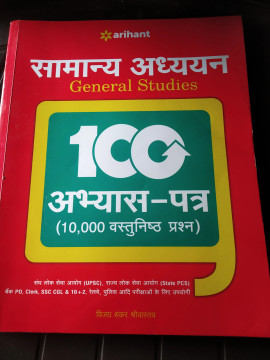 arihant
सामान्य अध्ययन
General Studies
100
अभ्यास-पत्र
(10,000 वस्तुनिष्ठ प्रश्न)
संघ लोक सेवा आयोग (UPSC), राज्य लोक सेवा आयोग (State PCS)
बैंक PO, Clerk, SSC CGL & 10+2, रेलवे, पुलिस आदि परीक्षाओं के लिए उपयोगी
विजय शंकर श्रीवास्तव